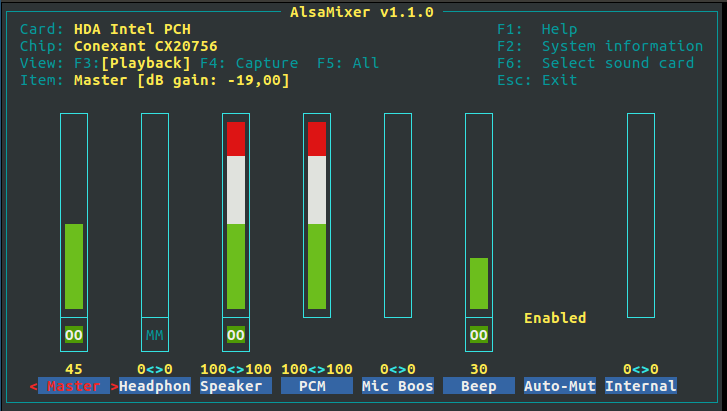 AlsaMixer v1.1.0
Card: HDA Intel PCH F1: Help
Chip: Conexant CX20756 F2: System information
View: F3:[Playback] F4: Capture F5: All F6: Select sound card
Item: Master [dB gain: -19,00] Esc: Exit
Enabled
OO MM OO OO
45 0<>0 100<>100 100<>100 0<>0 30 0<>0
< Master > Headphon Speaker PCM Mic Boos Beep Auto-Mut Internal